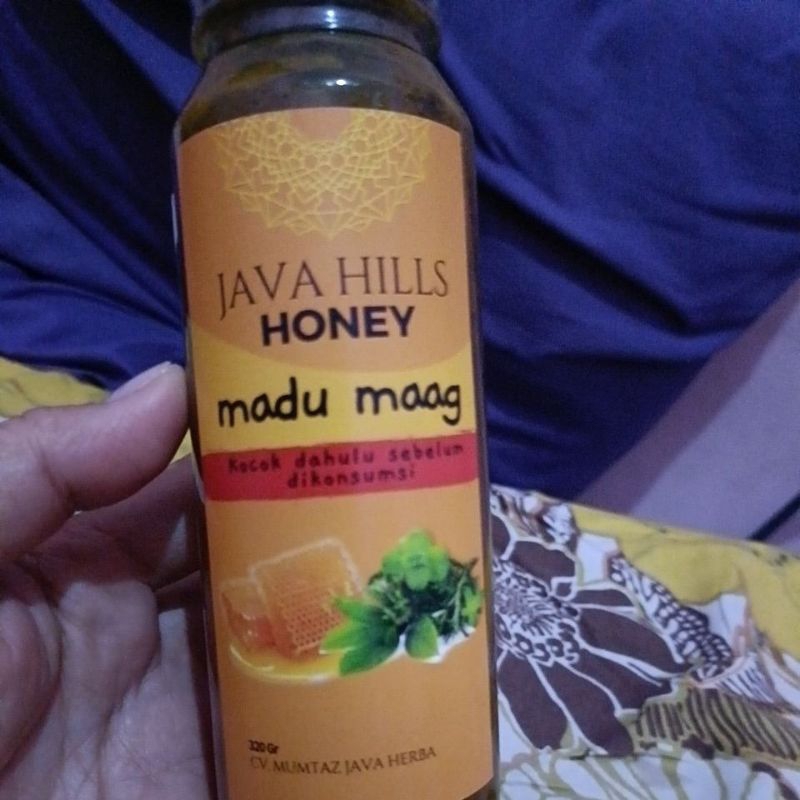 JAVA HILLS
HONEY
madu maag
Kocok dahulu sebelum
dikonsumsi
320 Gr
CV. MUMTAZ JAVA HERBA